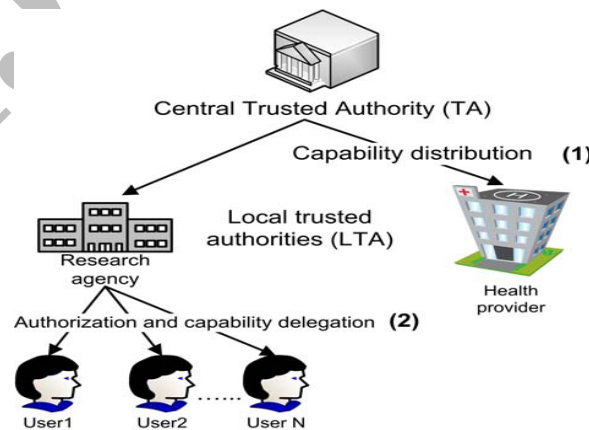 Central Trusted Authority (TA)
Capability distribution (1)
Local trusted
authorities (LTA)
Research
agency
Health
provider
Authorization and capability delegation (2)
User1 User2 ...... User N